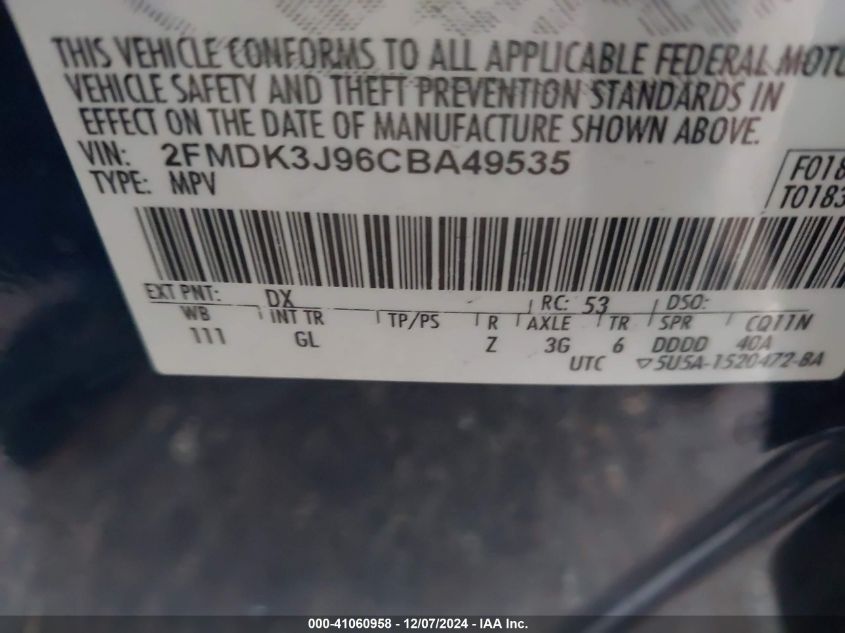 THIS VEHICLE CONFORMS TO ALL APPLICABLE FEDERAL MOTO
VEHICLE SAFETY AND THEFT PREVENTION STANDARDS IN
EFFECT ON THE DATE OF MANUFACTURE SHOWN ABOVE.
VIN: 2FMDK3J96CBA49535
TYPE: MPV
F018
T0183
EXT PNT: DX RC: 53 DSO:
WB INT TR TP/PS R AXLE TR SPR CQ11N
111 GL Z 3G 6 DDDD 40A
UTC ▽5U5A-1520472-BA
000-41060958 - 12/07/2024 - IAA Inc.